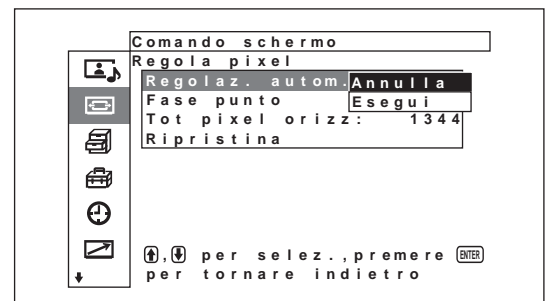 Comando schermo
Regola pixel
Regolaz. autom. Annulla
Fase punto Esegui
Tot pixel orizz: 1344
Ripristina
, per selez.,premere ENTER
per tornare indietro